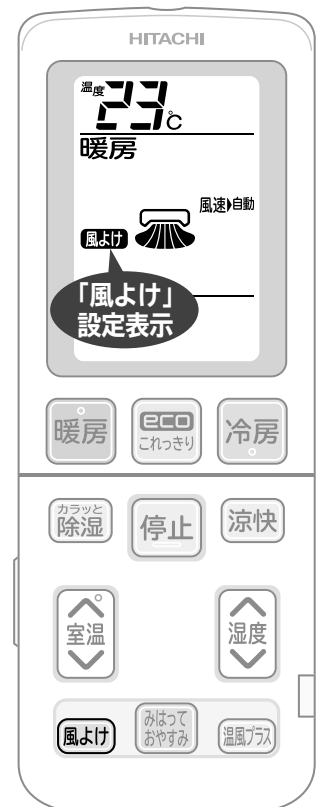 HITACHI
温度23℃
暖房
風速▶自動
風よけ
「風よけ」
設定表示
暖房
eco
これっきり
冷房
カラッと
除湿
停止
涼快
室温
湿度
風よけ
みはって
おやすみ
温風プラス